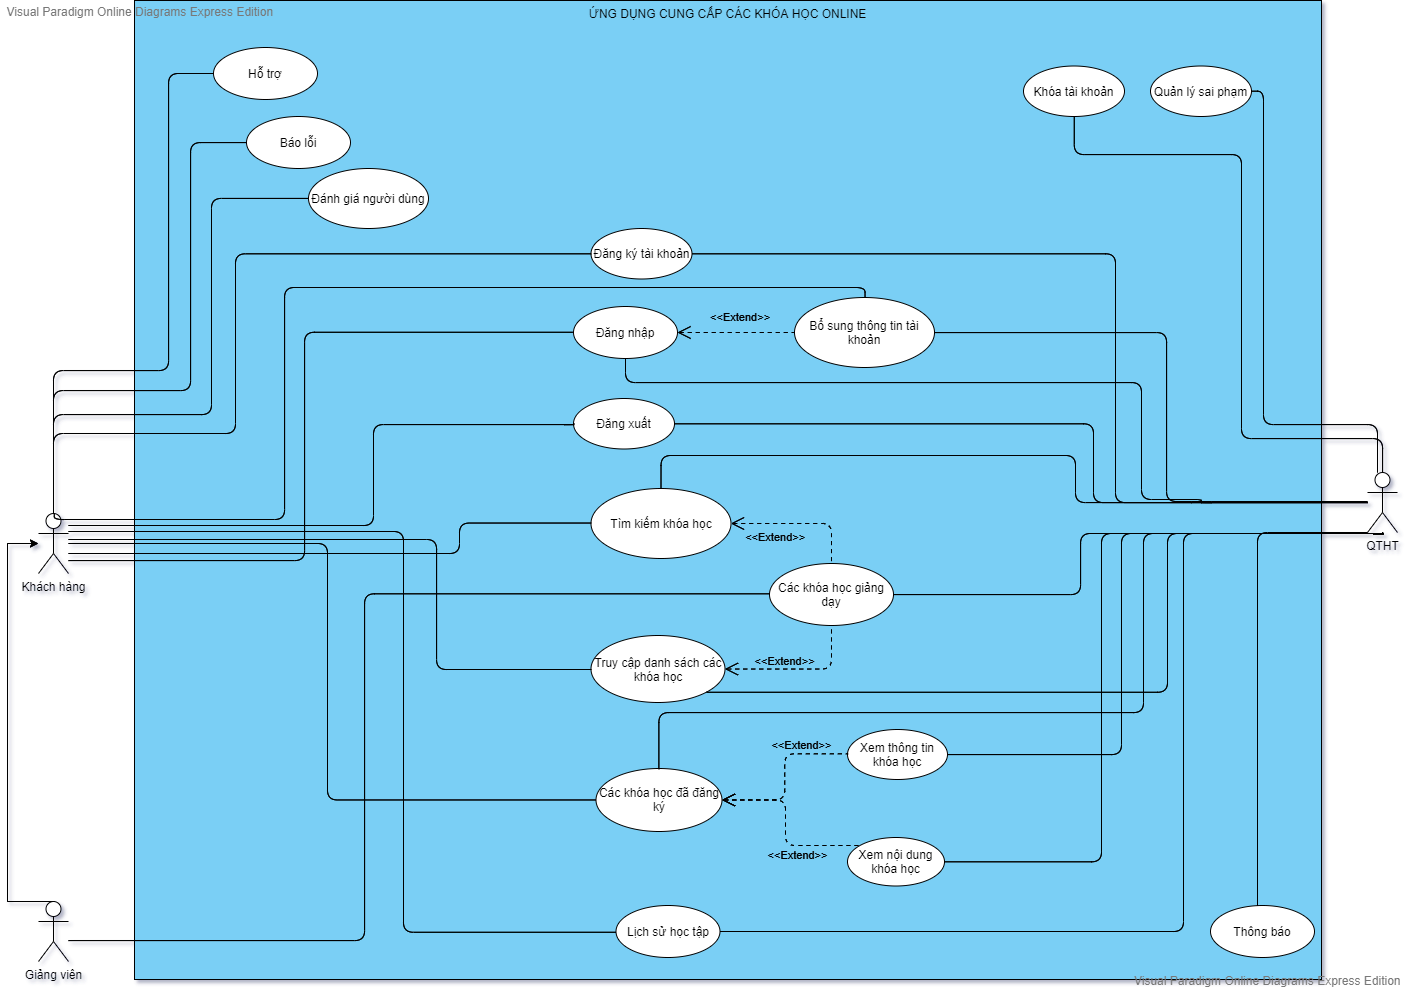 Visual Paradigm Online Diagrams Express Edition
ỨNG DỤNG CUNG CẤP CÁC KHÓA HỌC ONLINE
Hỗ trợ
Khóa tài khoản
Quản lý sai phạm
Báo lỗi
Đánh giá người dùng
Đăng ký tài khoản
<<Extend>>
Đăng nhập
Bổ sung thông tin tài
khoản
Đăng xuất
Tìm kiếm khóa học
<<Extend>>
QTHT
Khách hàng
Các khóa học giảng
dạy
<<Extend>>
Truy cập danh sách các
khóa học
<<Extend>>
Xem thông tin
khóa học
Các khóa học đã đăng
ký
<<Extend>>
Xem nội dung
khóa học
Lịch sử học tập
Thông báo
Giảng viên
Visual Paradigm Online Diagrams Express Edition